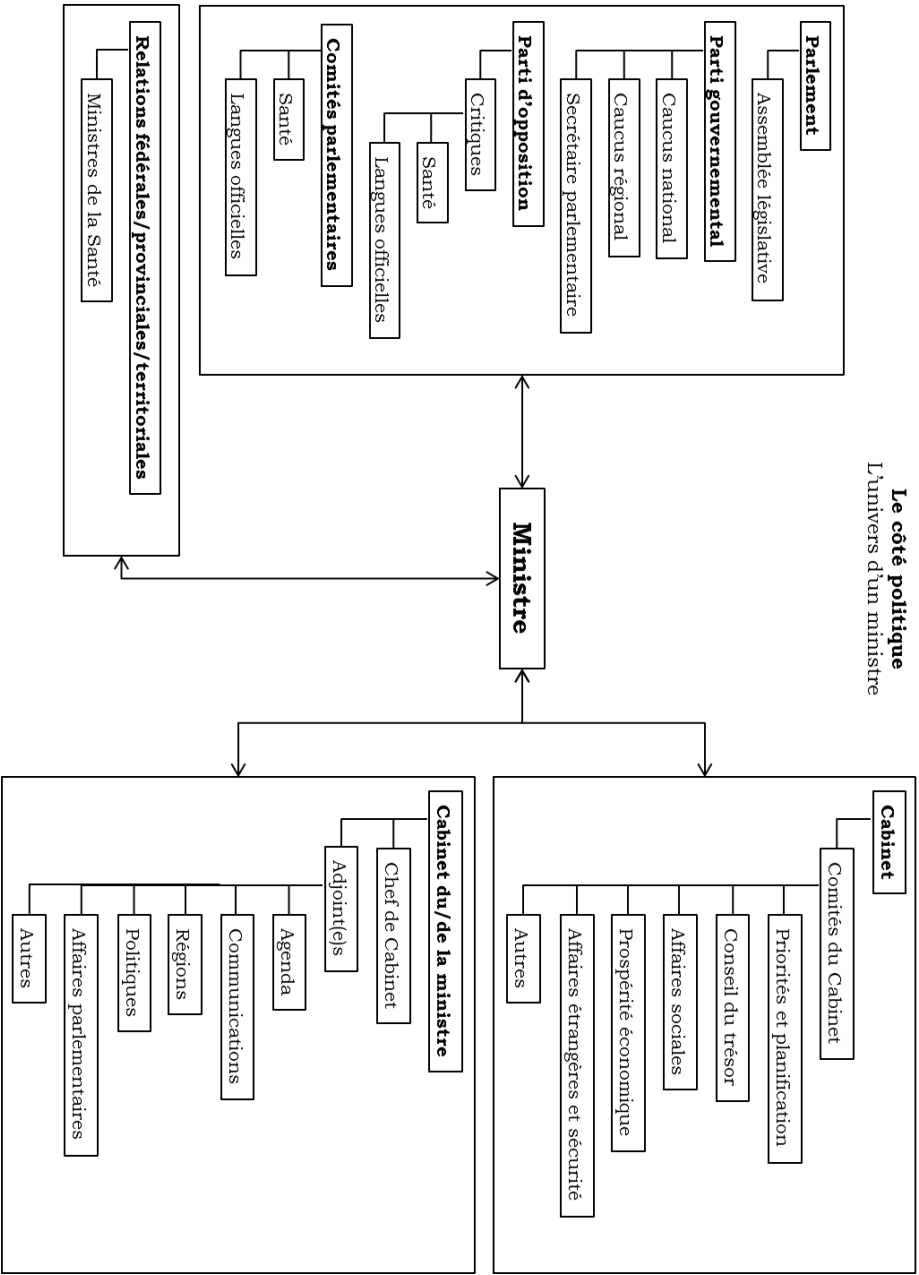 Le côté politique
L'univers d'un ministre
Parlement
Assemblée législative
Parti gouvernemental
Caucus national
Caucus régional
Secrétaire parlementaire
Parti d'opposition
Critiques
Santé
Langues officielles
Comités parlementaires
Santé
Langues officielles
Relations fédérales/provinciales/territoriales
Ministres de la Santé
Ministre
Cabinet
Comités du Cabinet
Priorités et planification
Conseil du trésor
Affaires sociales
Prospérité économique
Affaires étrangères et sécurité
Autres
Cabinet du/de la ministre
Chef de Cabinet
Adjoint(e)s
Agenda
Communications
Régions
Politiques
Affaires parlementaires
Autres